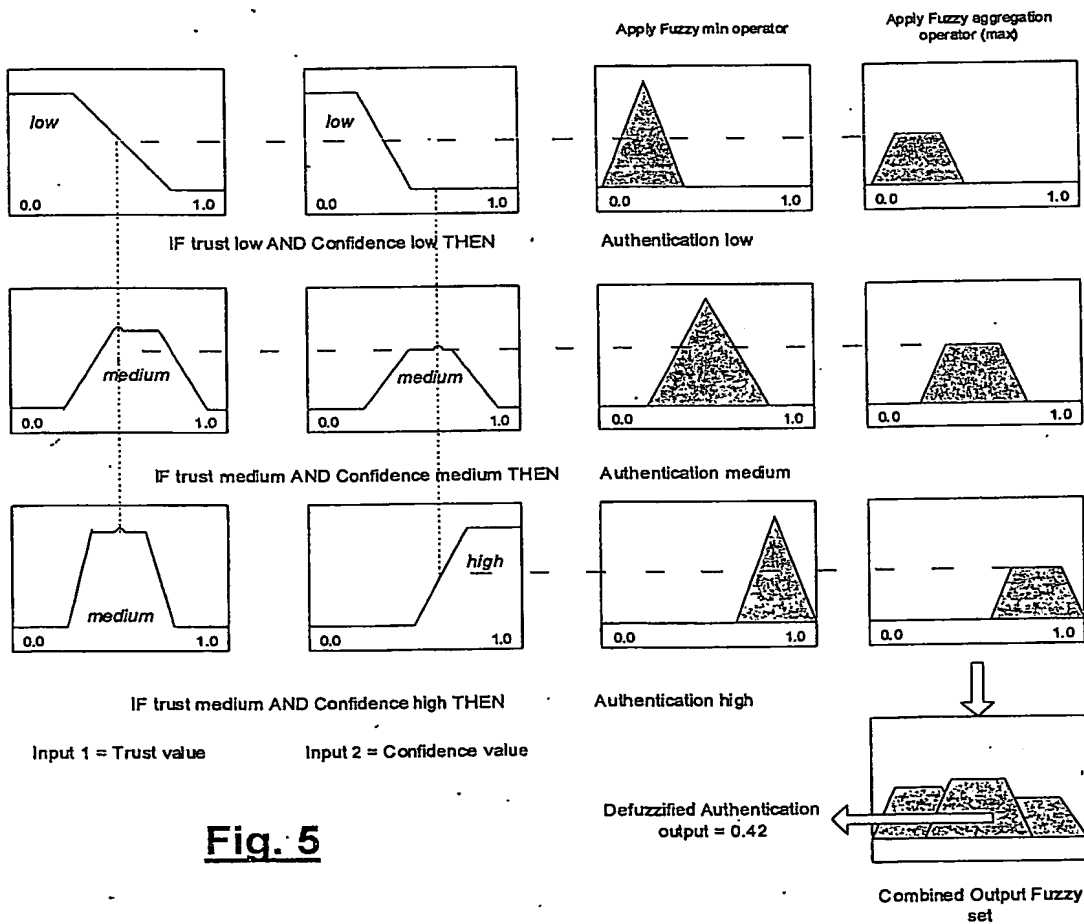 Apply Fuzzy min operator
Apply Fuzzy aggregation
operator (max)
low
0.0 1.0
low
0.0 1.0
0.0 1.0
0.0 1.0
IF trust low AND Confidence low THEN
Authentication low
medium
0.0 1.0
medium
0.0 1.0
0.0 1.0
0.0 1.0
IF trust medium AND Confidence medium THEN
Authentication medium
medium
0.0 1.0
high
0.0 1.0
0.0 1.0
0.0 1.0
IF trust medium AND Confidence high THEN
Authentication high
Input 1 = Trust value
Input 2 = Confidence value
Defuzzified Authentication
output = 0.42
Fig. 5
Combined Output Fuzzy
set